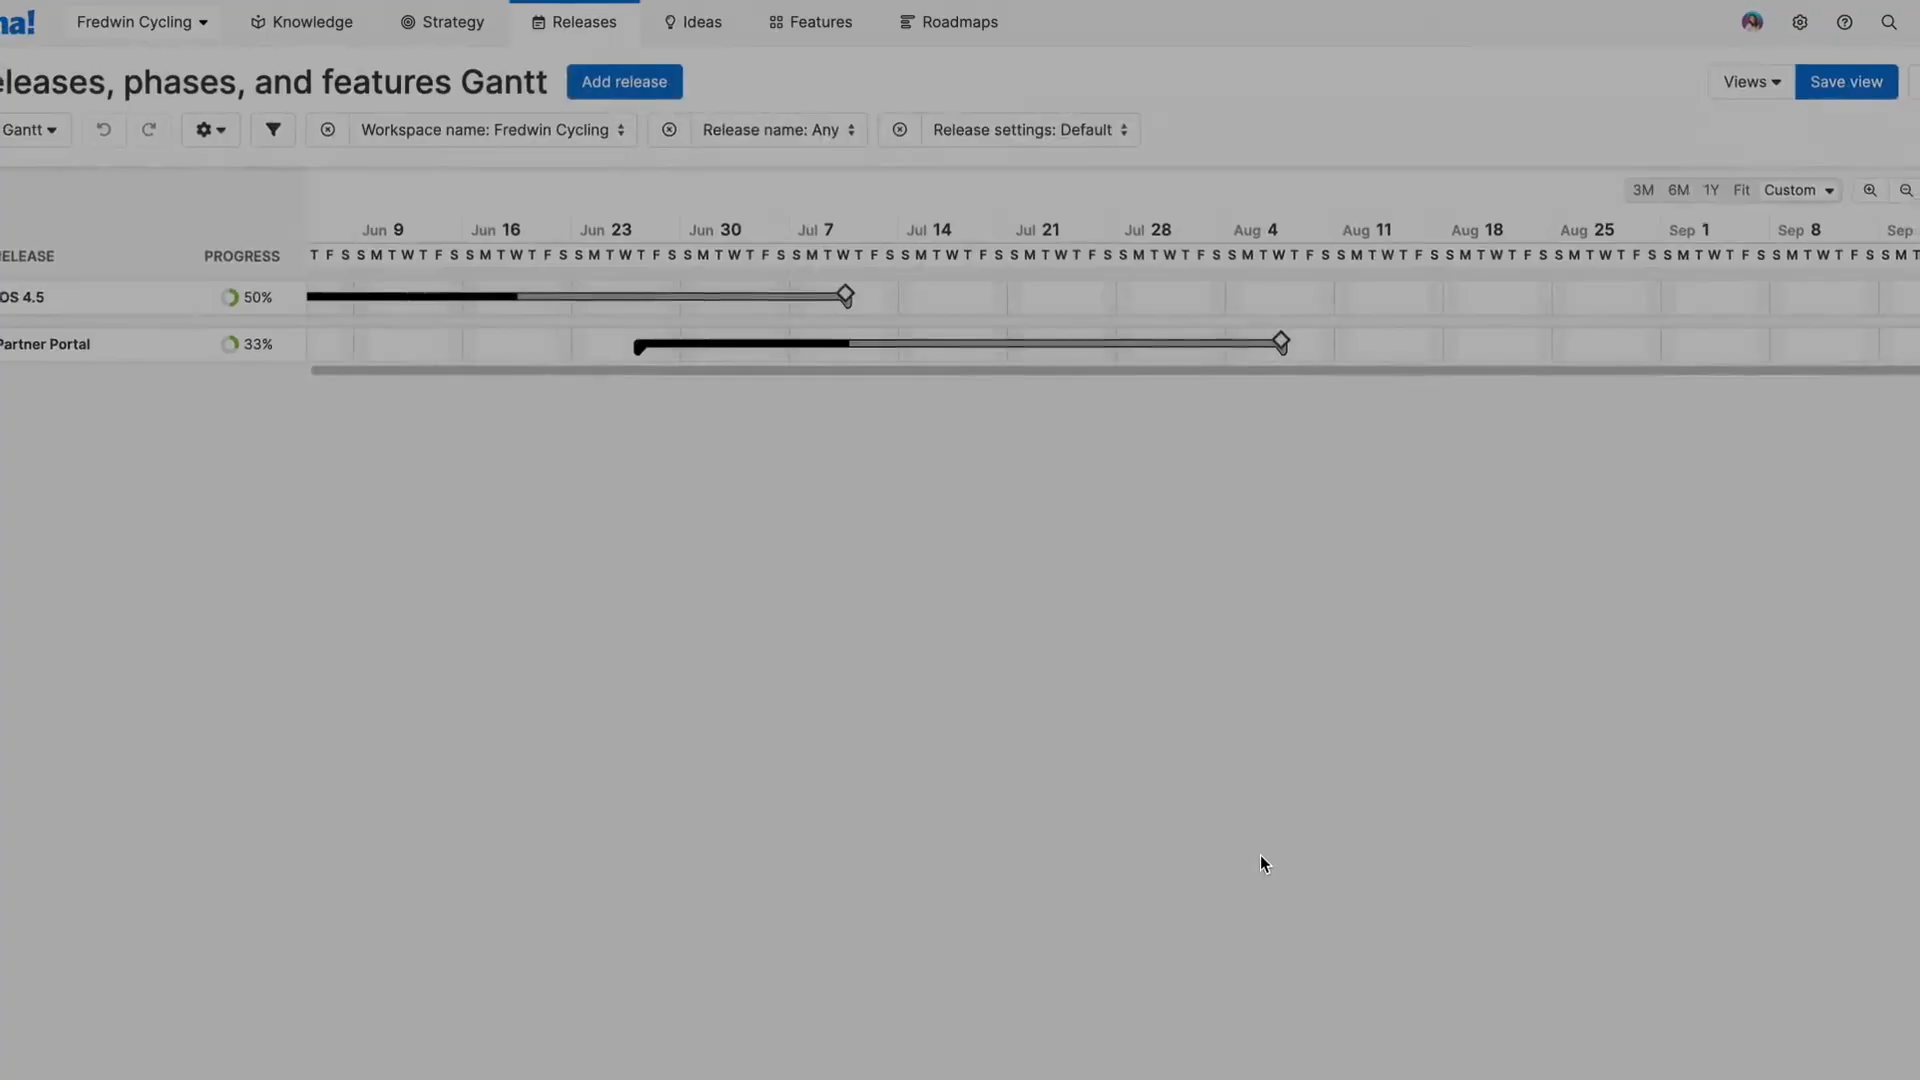 na! Fredwin Cycling Knowledge Strategy Releases Ideas Features Roadmaps
eleases, phases, and features Gantt Add release Views Save view
Gantt Workspace name: Fredwin Cycling Release name: Any Release settings: Default
3M 6M 1Y Fit Custom
Jun 9 Jun 16 Jun 23 Jun 30 Jul 7 Jul 14 Jul 21 Jul 28 Aug 4 Aug 11 Aug 18 Aug 25 Sep 1 Sep 8 Sep
ELEASE PROGRESS T F S S M T W T F S S M T W T F S S M T W T F S S M T W T F S S M T W T F S S M T W T F S S M T W T F S S M T W T F S S M T W T F S S M T W T F S S M T W T F S S M T W T F S S M T W T F S S M T W T F S S M T
OS 4.5 50%
Partner Portal 33%